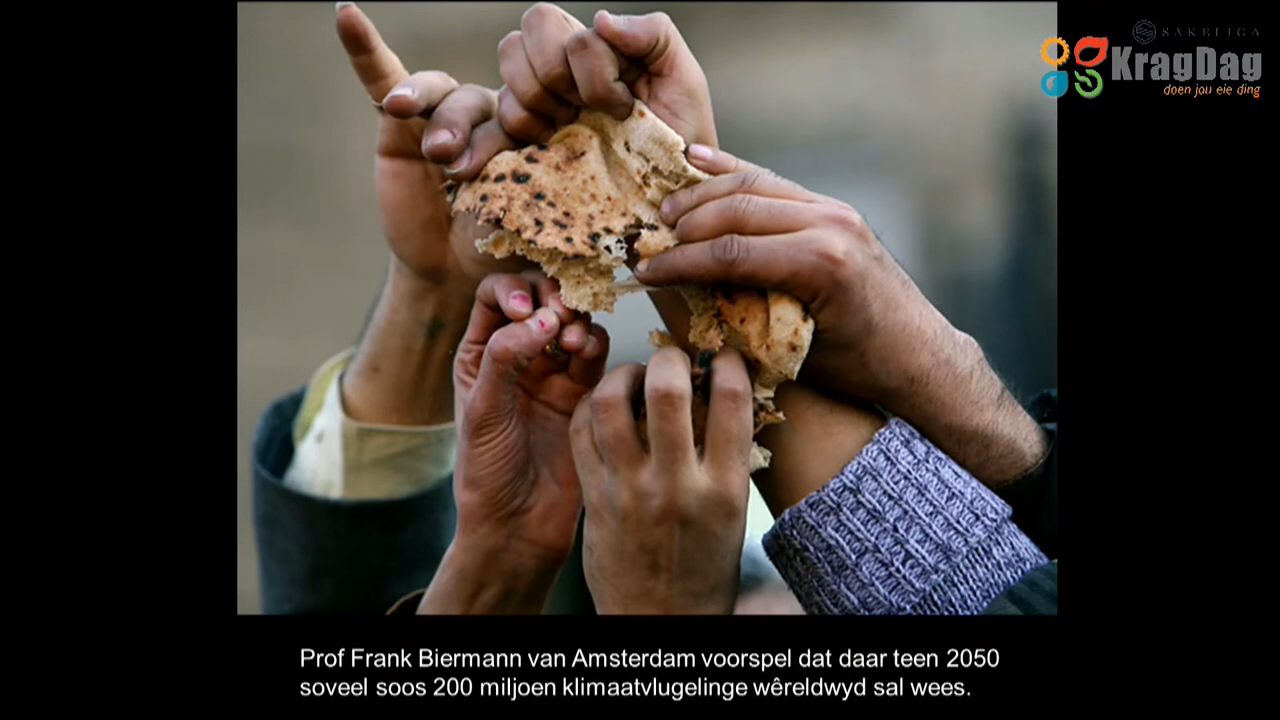 SAKELIGA
KragDag
doen jou eie ding
Prof Frank Biermann van Amsterdam voorspel dat daar teen 2050
soveel soos 200 miljoen klimaatvlugelinge wêreldwyd sal wees.